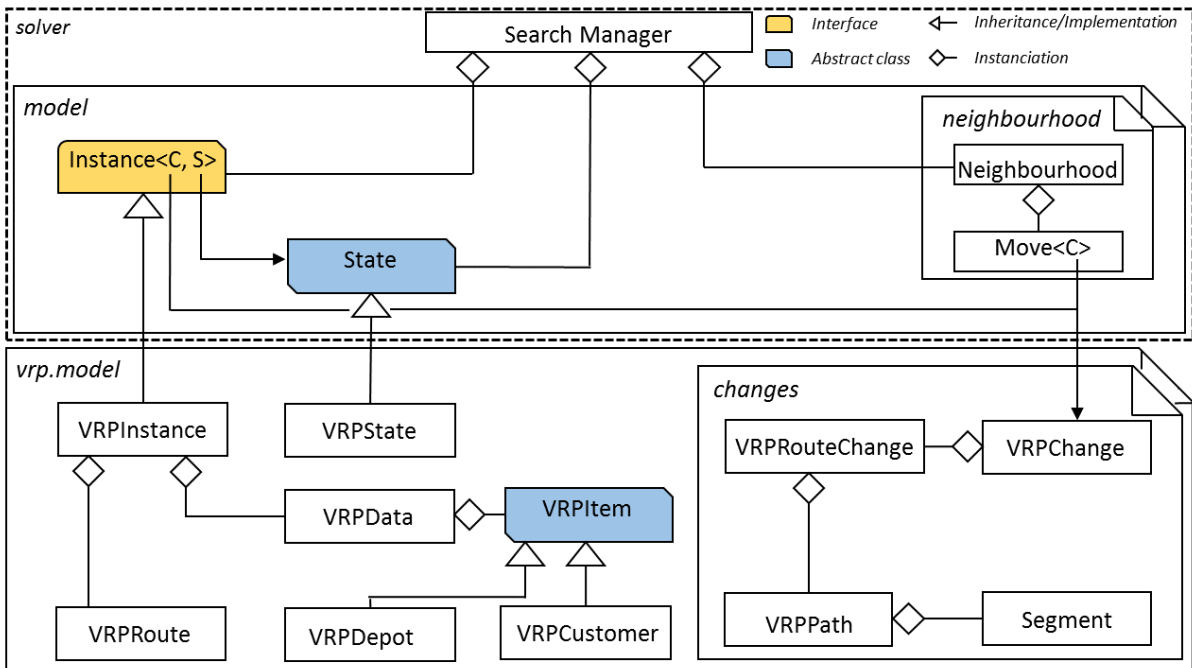 solver
Search Manager
Interface
Inheritance/Implementation
Abstract class
Instanciation
model
neighbourhood
Instance<C, S>
Neighbourhood
State
Move<C>
vrp.model
changes
VRPInstance
VRPState
VRPRouteChange
VRPChange
VRPData
VRPItem
VRPRoute
VRPDepot
VRPCustomer
VRPPath
Segment